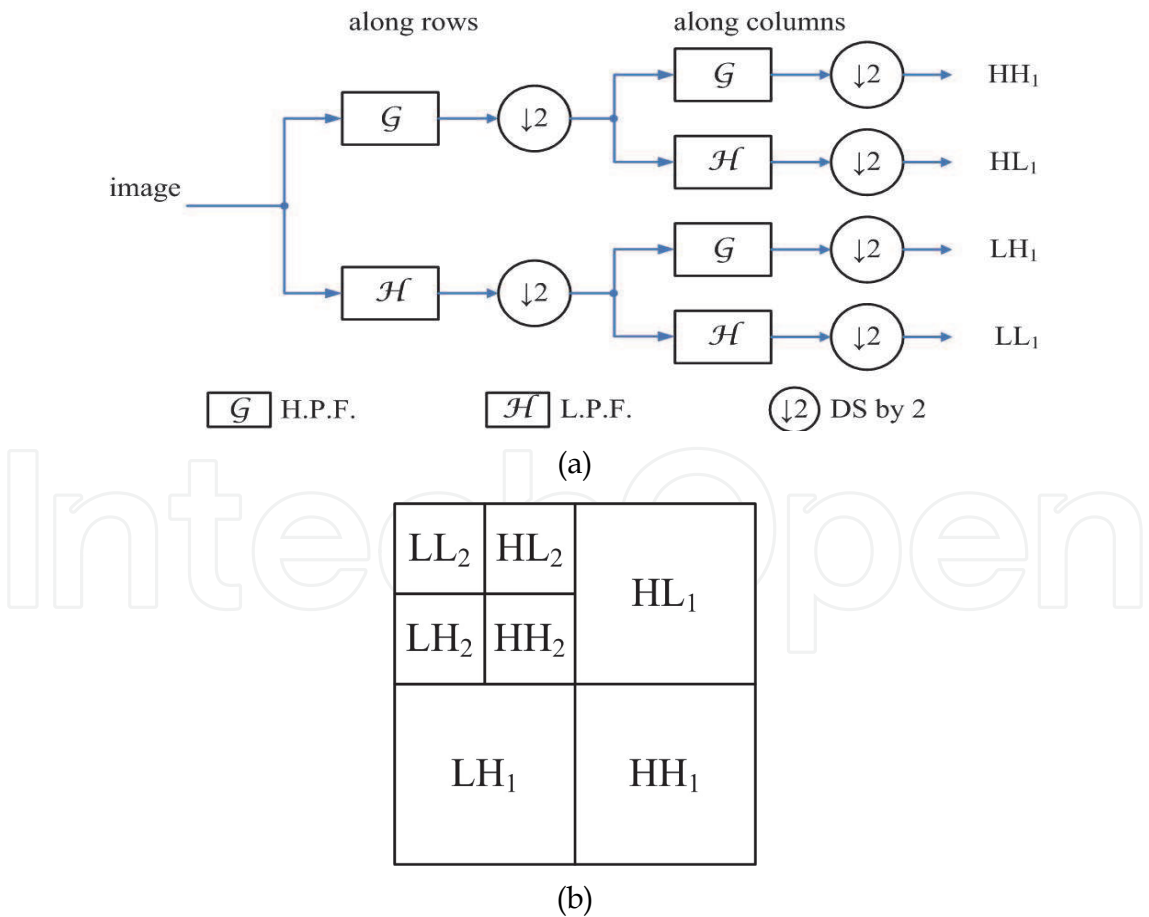 along rows along columns
𝒢 ↓2 HH₁
𝒢 ↓2
ℋ ↓2 HL₁
image
𝒢 ↓2 LH₁
ℋ ↓2
ℋ ↓2 LL₁
𝒢 H.P.F. ℋ L.P.F. ↓2 DS by 2
(a)
IntechOpen
LL₂ HL₂
HL₁
LH₂ HH₂
LH₁ HH₁
(b)